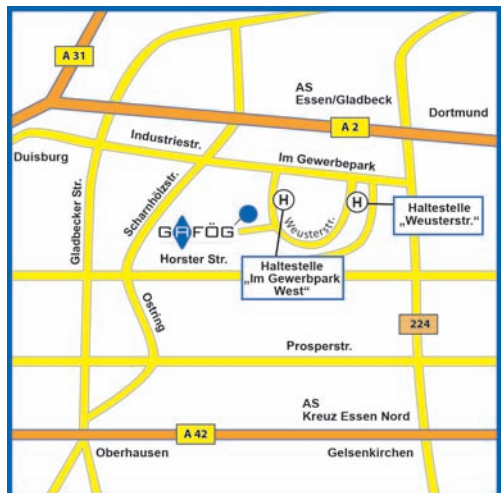 A 31
AS
Essen/Gladbeck
Dortmund
A 2
Industriestr.
Duisburg
Im Gewerbepark
Gladbecker Str.
Scharnhölzstr.
H
H
Weusterstr.
Haltestelle
„Weusterstr.“
GAFÖG
Horster Str.
Haltestelle
„Im Gewerbpark
West“
Ostring
224
Prosperstr.
AS
Kreuz Essen Nord
A 42
Oberhausen
Gelsenkirchen